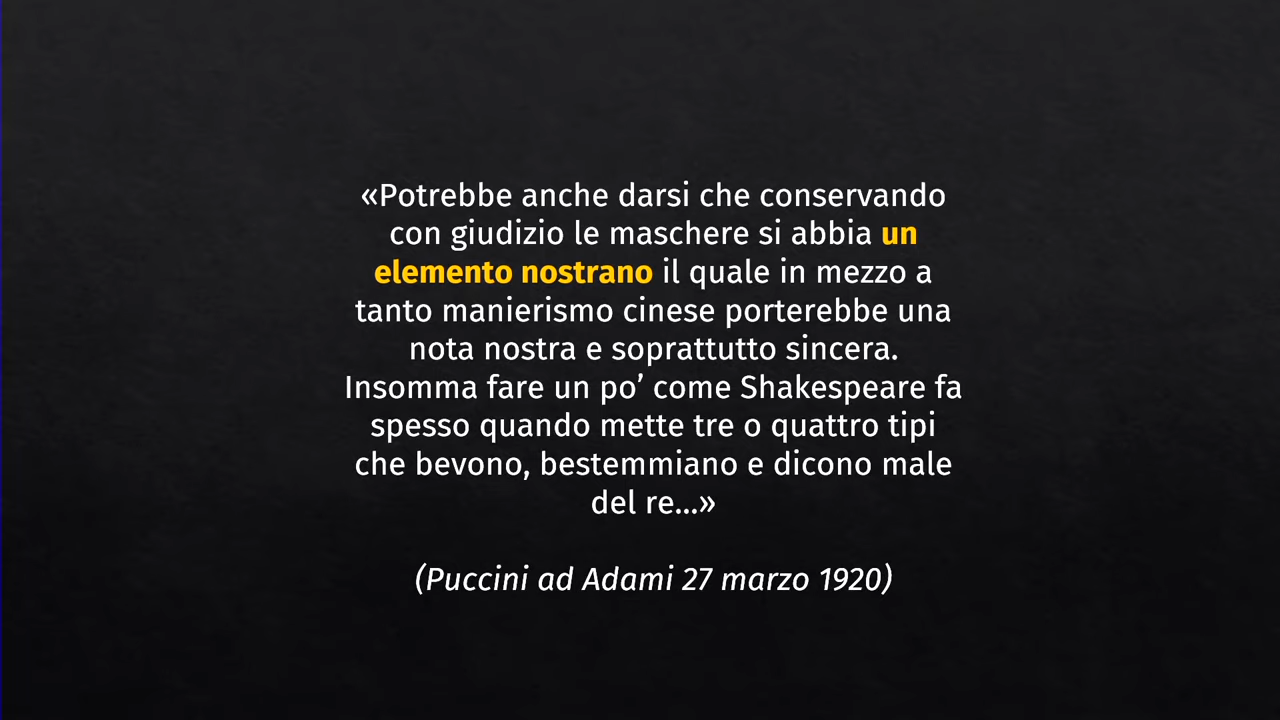 «Potrebbe anche darsi che conservando
con giudizio le maschere si abbia un
elemento nostrano il quale in mezzo a
tanto manierismo cinese porterebbe una
nota nostra e soprattutto sincera.
Insomma fare un po’ come Shakespeare fa
spesso quando mette tre o quattro tipi
che bevono, bestemmiano e dicono male
del re…»
(Puccini ad Adami 27 marzo 1920)